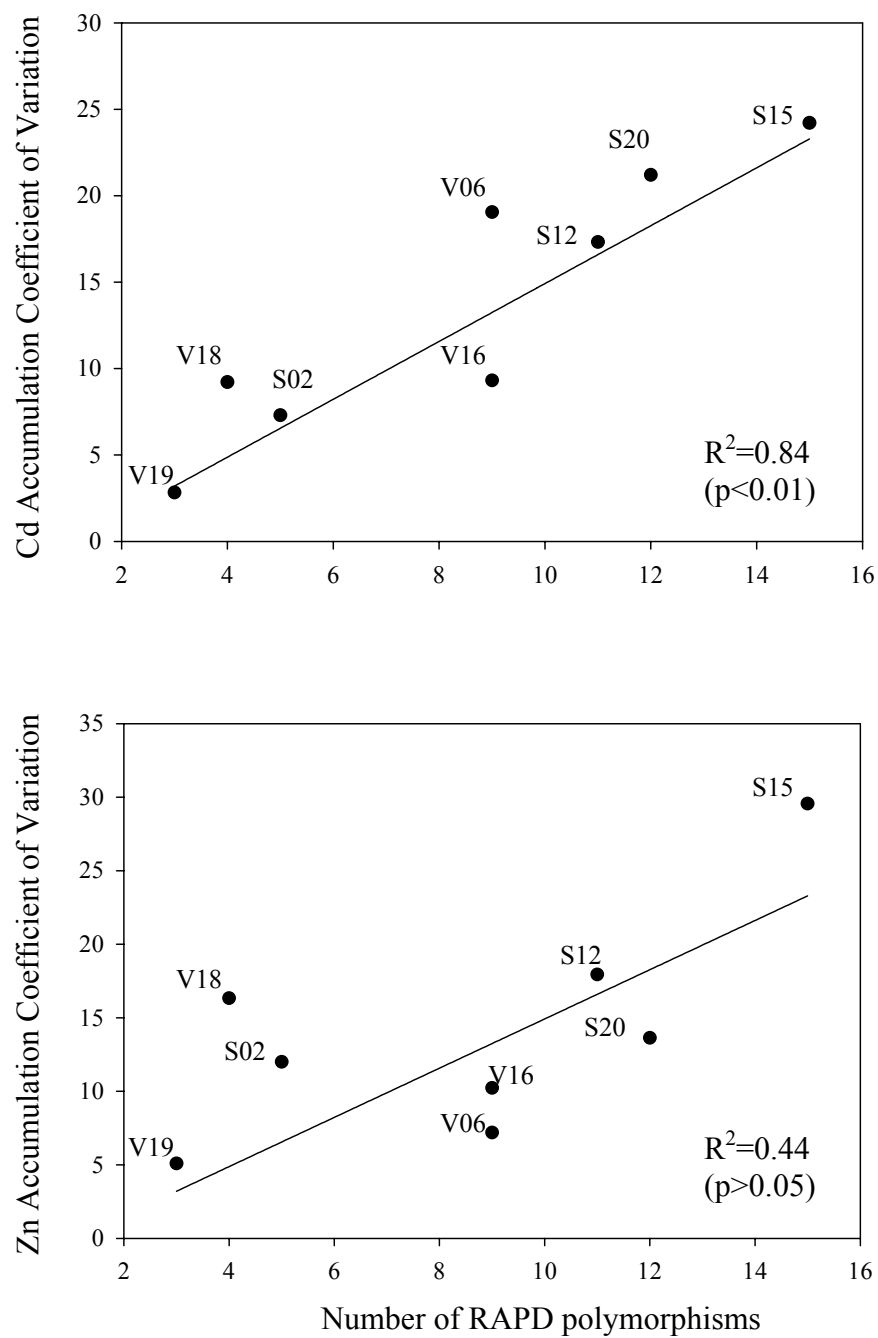 Cd Accumulation Coefficient of Variation
30
25
20
15
10
5
0
S15
S20
V06
S12
V18
S02
V16
V19
R²=0.84
(p<0.01)
2 4 6 8 10 12 14 16
Zn Accumulation Coefficient of Variation
35
30
25
20
15
10
5
0
S15
S12
V18
S20
S02
V16
V06
V19
R²=0.44
(p>0.05)
2 4 6 8 10 12 14 16
Number of RAPD polymorphisms